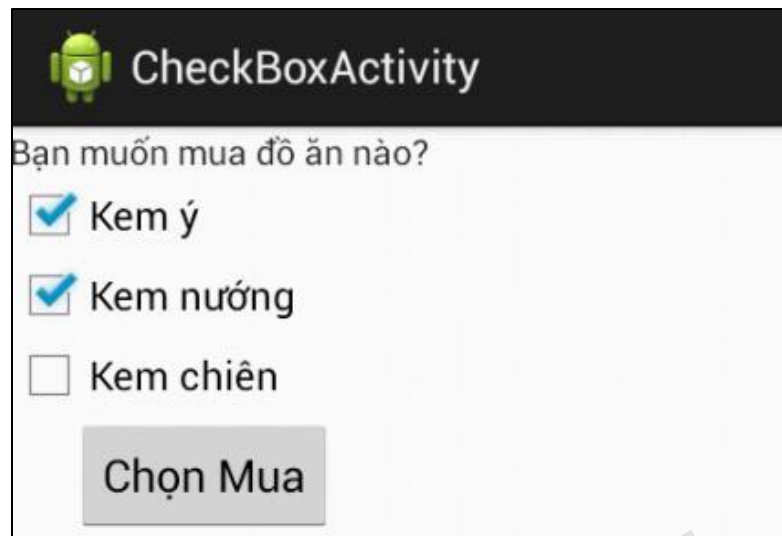 CheckBoxActivity
Bạn muốn mua đồ ăn nào?
Kem ý
Kem nướng
Kem chiên
Chọn Mua